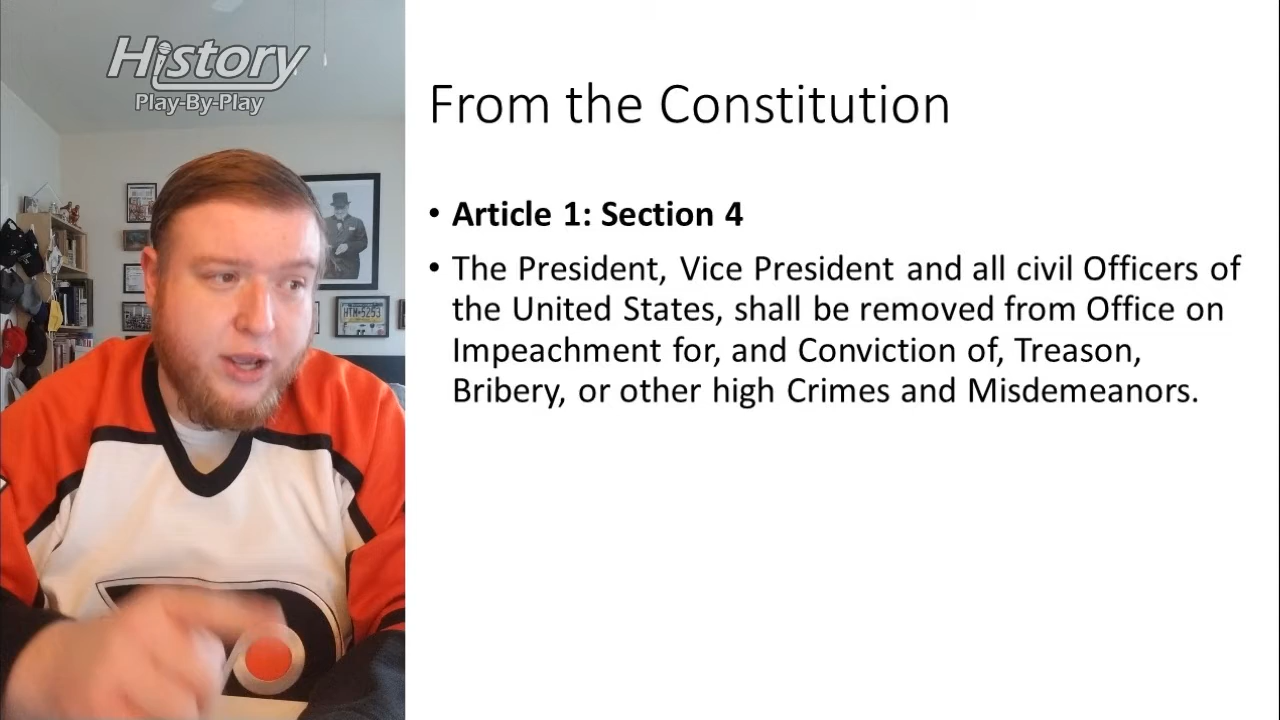 History
Play-By-Play
From the Constitution
• Article 1: Section 4
• The President, Vice President and all civil Officers of
the United States, shall be removed from Office on
Impeachment for, and Conviction of, Treason,
Bribery, or other high Crimes and Misdemeanors.